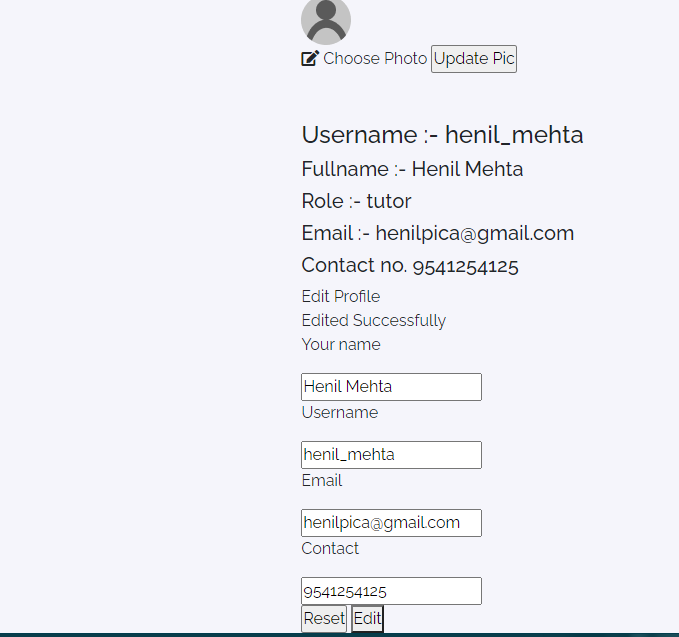 Choose Photo Update Pic
Username :- henil_mehta
Fullname :- Henil Mehta
Role :- tutor
Email :- henilpica@gmail.com
Contact no. 9541254125
Edit Profile
Edited Successfully
Your name
Henil Mehta
Username
henil_mehta
Email
henilpica@gmail.com
Contact
9541254125
Reset Edit